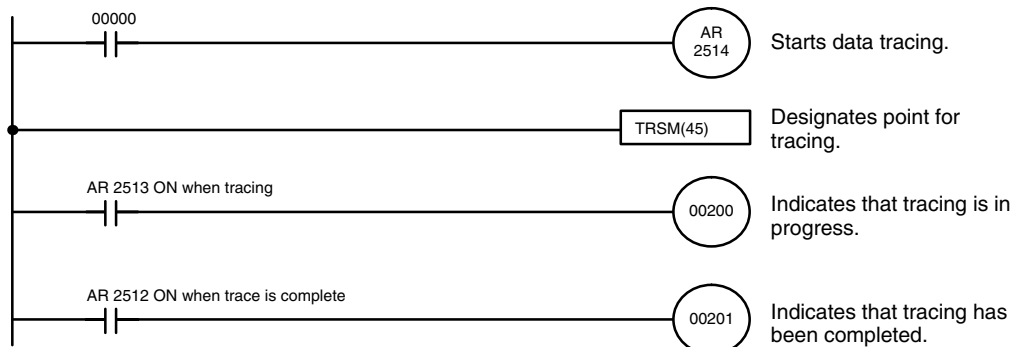 00000
AR
2514
Starts data tracing.
TRSM(45)
Designates point for
tracing.
AR 2513 ON when tracing
00200
Indicates that tracing is in
progress.
AR 2512 ON when trace is complete
00201
Indicates that tracing has
been completed.